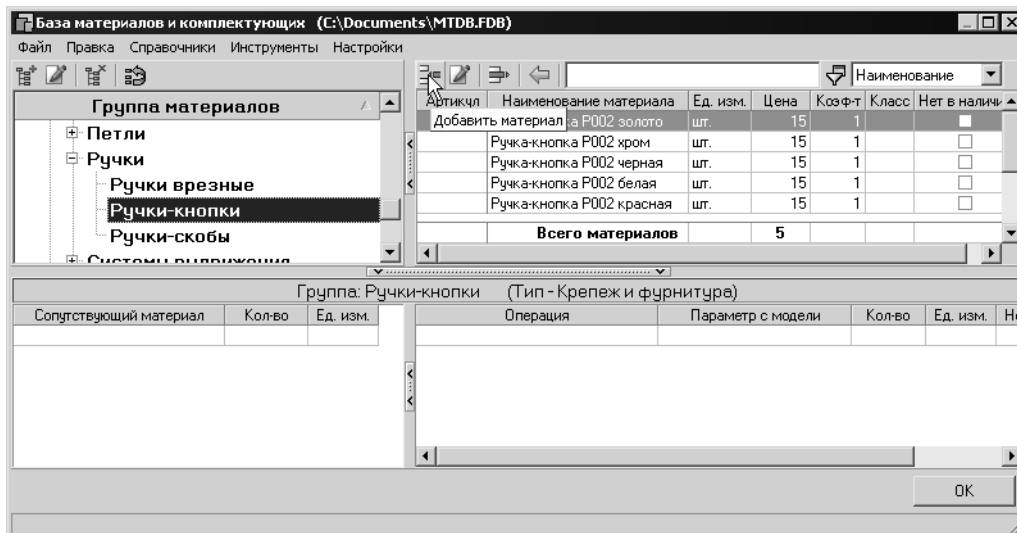 База материалов и комплектующих (C:\Documents\MTDB.FDB)
Файл Правка Справочники Инструменты Настройки
Наименование
Группа материалов
Петли
Ручки
Ручки врезные
Ручки-кнопки
Ручки-скобы
Системы выдвижения
Артикул Наименование материала Ед. изм. Цена Коэф-т Класс Нет в наличи
Добавить материал
ка Р002 золото шт. 15 1
Ручка-кнопка Р002 хром шт. 15 1
Ручка-кнопка Р002 черная шт. 15 1
Ручка-кнопка Р002 белая шт. 15 1
Ручка-кнопка Р002 красная шт. 15 1
Всего материалов 5
Группа: Ручки-кнопки (Тип - Крепеж и фурнитура)
Сопутствующий материал Кол-во Ед. изм.
Операция Параметр с модели Кол-во Ед. изм. Но
OK